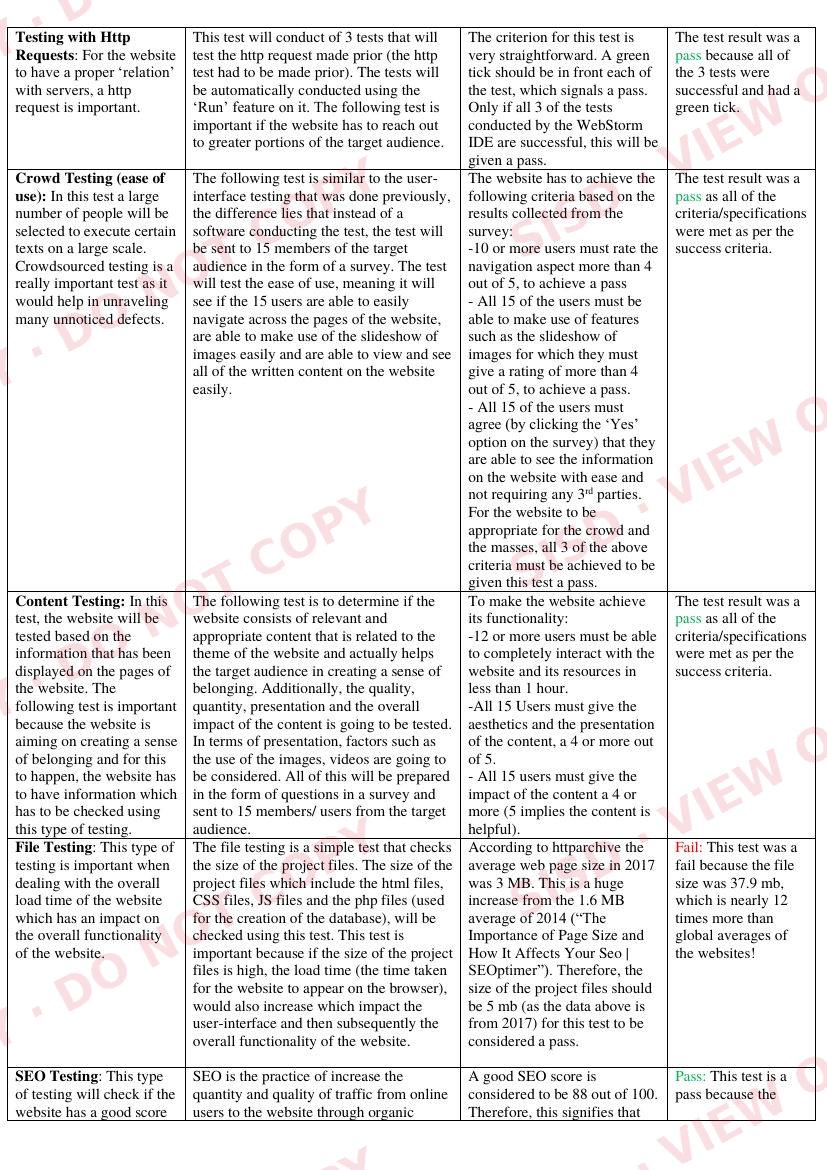 Testing with Http
Requests: For the website
to have a proper ‘relation’
with servers, a http
request is important.
This test will conduct of 3 tests that will
test the http request made prior (the http
test had to be made prior). The tests will
be automatically conducted using the
‘Run’ feature on it. The following test is
important if the website has to reach out
to greater portions of the target audience.
The criterion for this test is
very straightforward. A green
tick should be in front each of
the test, which signals a pass.
Only if all 3 of the tests
conducted by the WebStorm
IDE are successful, this will be
given a pass.
The test result was a
pass because all of
the 3 tests were
successful and had a
green tick.
Crowd Testing (ease of
use): In this test a large
number of people will be
selected to execute certain
texts on a large scale.
Crowdsourced testing is a
really important test as it
would help in unraveling
many unnoticed defects.
The following test is similar to the user-
interface testing that was done previously,
the difference lies that instead of a
software conducting the test, the test will
be sent to 15 members of the target
audience in the form of a survey. The test
will test the ease of use, meaning it will
see if the 15 users are able to easily
navigate across the pages of the website,
are able to make use of the slideshow of
images easily and are able to view and see
all of the written content on the website
easily.
The website has to achieve the
following criteria based on the
results collected from the
survey:
-10 or more users must rate the
navigation aspect more than 4
out of 5, to achieve a pass
- All 15 of the users must be
able to make use of features
such as the slideshow of
images for which they must
give a rating of more than 4
out of 5, to achieve a pass.
- All 15 of the users must
agree (by clicking the ‘Yes’
option on the survey) that they
are able to see the information
on the website with ease and
not requiring any 3rd parties.
For the website to be
appropriate for the crowd and
the masses, all 3 of the above
criteria must be achieved to be
given this test a pass.
The test result was a
pass as all of the
criteria/specifications
were met as per the
success criteria.
Content Testing: In this
test, the website will be
tested based on the
information that has been
displayed on the pages of
the website. The
following test is important
because the website is
aiming on creating a sense
of belonging and for this
to happen, the website has
to have information which
has to be checked using
this type of testing.
The following test is to determine if the
website consists of relevant and
appropriate content that is related to the
theme of the website and actually helps
the target audience in creating a sense of
belonging. Additionally, the quality,
quantity, presentation and the overall
impact of the content is going to be tested.
In terms of presentation, factors such as
the use of the images, videos are going to
be considered. All of this will be prepared
in the form of questions in a survey and
sent to 15 members/ users from the target
audience.
To make the website achieve
its functionality:
-12 or more users must be able
to completely interact with the
website and its resources in
less than 1 hour.
-All 15 Users must give the
aesthetics and the presentation
of the content, a 4 or more out
of 5.
- All 15 users must give the
impact of the content a 4 or
more (5 implies the content is
helpful).
The test result was a
pass as all of the
criteria/specifications
were met as per the
success criteria.
File Testing: This type of
testing is important when
dealing with the overall
load time of the website
which has an impact on
the overall functionality
of the website.
The file testing is a simple test that checks
the size of the project files. The size of the
project files which include the html files,
CSS files, JS files and the php files (used
for the creation of the database), will be
checked using this test. This test is
important because if the size of the project
files is high, the load time (the time taken
for the website to appear on the browser),
would also increase which impact the
user-interface and then subsequently the
overall functionality of the website.
According to httparchive the
average web page size in 2017
was 3 MB. This is a huge
increase from the 1.6 MB
average of 2014 (“The
Importance of Page Size and
How It Affects Your Seo |
SEOptimer”). Therefore, the
size of the project files should
be 5 mb (as the data above is
from 2017) for this test to be
considered a pass.
Fail: This test was a
fail because the file
size was 37.9 mb,
which is nearly 12
times more than
global averages of
the websites!
SEO Testing: This type
of testing will check if the
website has a good score
SEO is the practice of increase the
quantity and quality of traffic from online
users to the website through organic
A good SEO score is
considered to be 88 out of 100.
Therefore, this signifies that
Pass: This test is a
pass because the
Y · DO NOT COPY
SISD · VIEW O
Y · DO NOT COPY
SISD · VIEW O
Y · DO NOT COPY
SISD · VIEW O